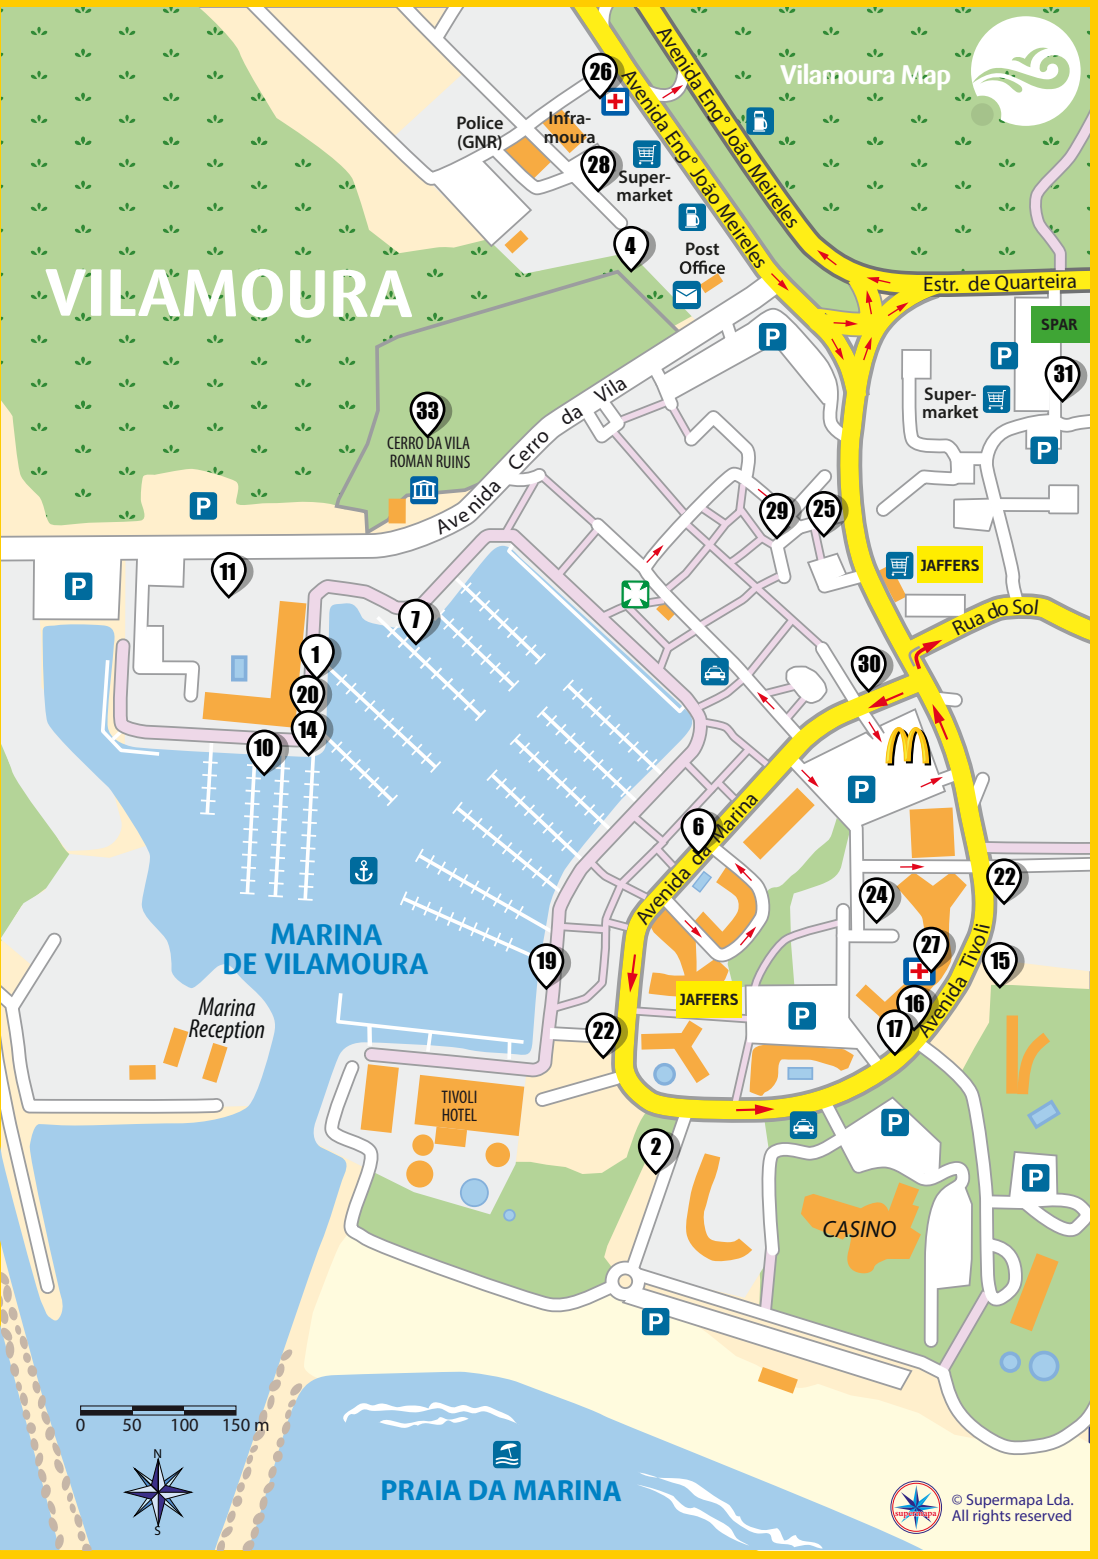 Vilamoura Map
Avenida Engº João Meireles
Avenida Engº João Meireles
26
Police
(GNR)
Infra-
moura
28
Super-
market
4
Post
Office
VILAMOURA
Estr. de Quarteira
SPAR
P
P
31
Super-
market
P
33
CERRO DA VILA
ROMAN RUINS
Avenida Cerro da Vila
P
29
25
P
11
JAFFERS
7
Rua do Sol
1
30
20
14
10
P
6
Avenida da Marina
22
24
MARINA
DE VILAMOURA
27
19
15
Marina
Reception
JAFFERS
16
Avenida Tivoli
P
17
22
TIVOLI
HOTEL
P
2
P
CASINO
P
0 50 100 150 m
N
S
PRAIA DA MARINA
supermapa
© Supermapa Lda.
All rights reserved